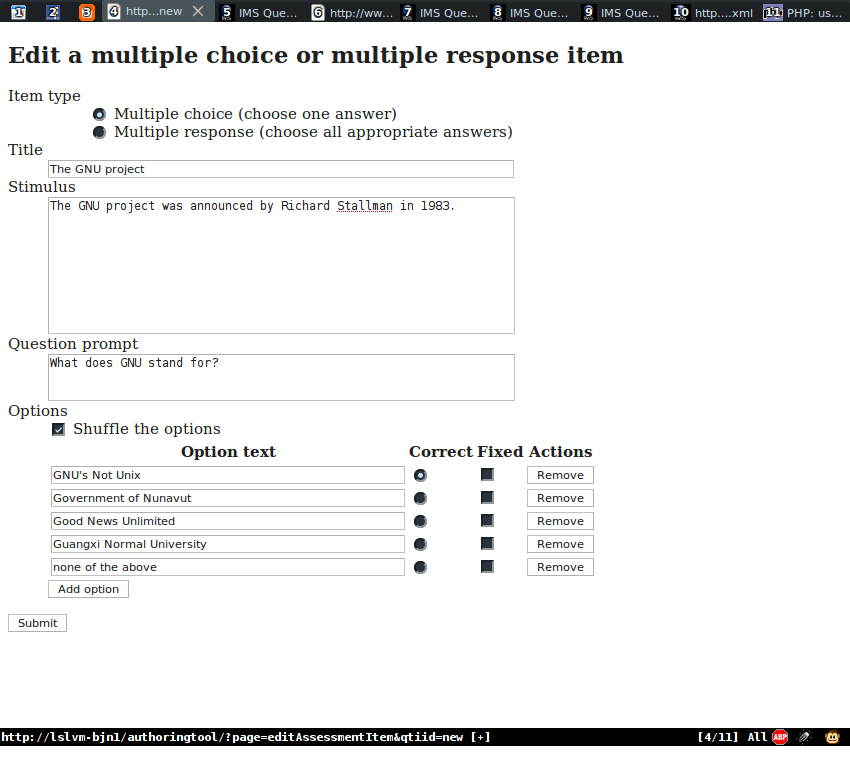 1 2 3 4 http...new 5 IMS Que... 6 http://ww... 7 IMS Que... 8 IMS Que... 9 IMS Que... 10 http....xml 11 PHP: us...
Edit a multiple choice or multiple response item
Item type
Multiple choice (choose one answer)
Multiple response (choose all appropriate answers)
Title
The GNU project
Stimulus
The GNU project was announced by Richard Stallman in 1983.
Question prompt
What does GNU stand for?
Options
Shuffle the options
Option text Correct Fixed Actions
GNU's Not Unix Remove
Government of Nunavut Remove
Good News Unlimited Remove
Guangxi Normal University Remove
none of the above Remove
Add option
Submit
http://lslvm-bjn1/authoringtool/?page=editAssessmentItem&qtiid=new [+] [4/11] All ABP